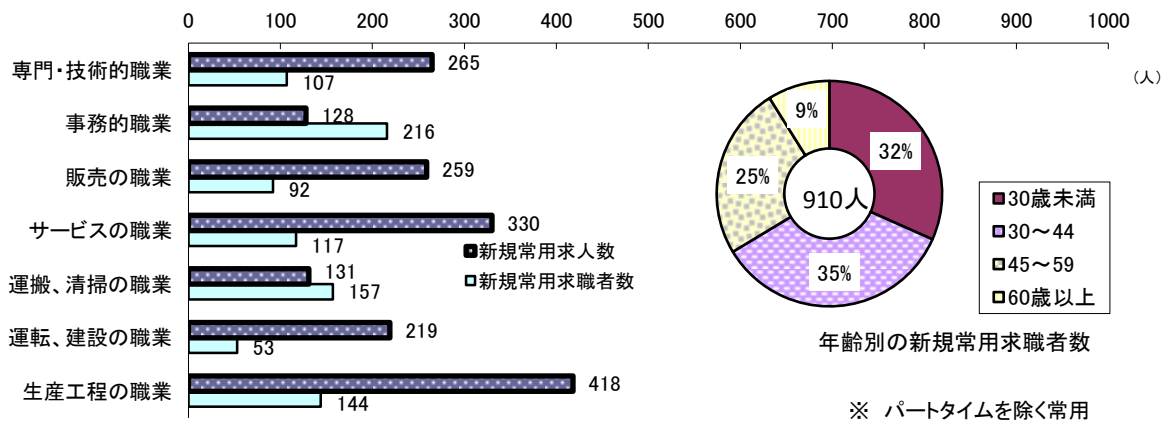 0 100 200 300 400 500 600 700 800 900 1000
(人)
専門・技術的職業 265
107
事務的職業 128
216
販売の職業 259
92
サービスの職業 330
117
運搬、清掃の職業 131
157
運転、建設の職業 219
53
生産工程の職業 418
144
■新規常用求人数
□新規常用求職者数
9%
32%
25%
910人
35%
30歳未満
30～44
45～59
60歳以上
年齢別の新規常用求職者数
※ パートタイムを除く常用